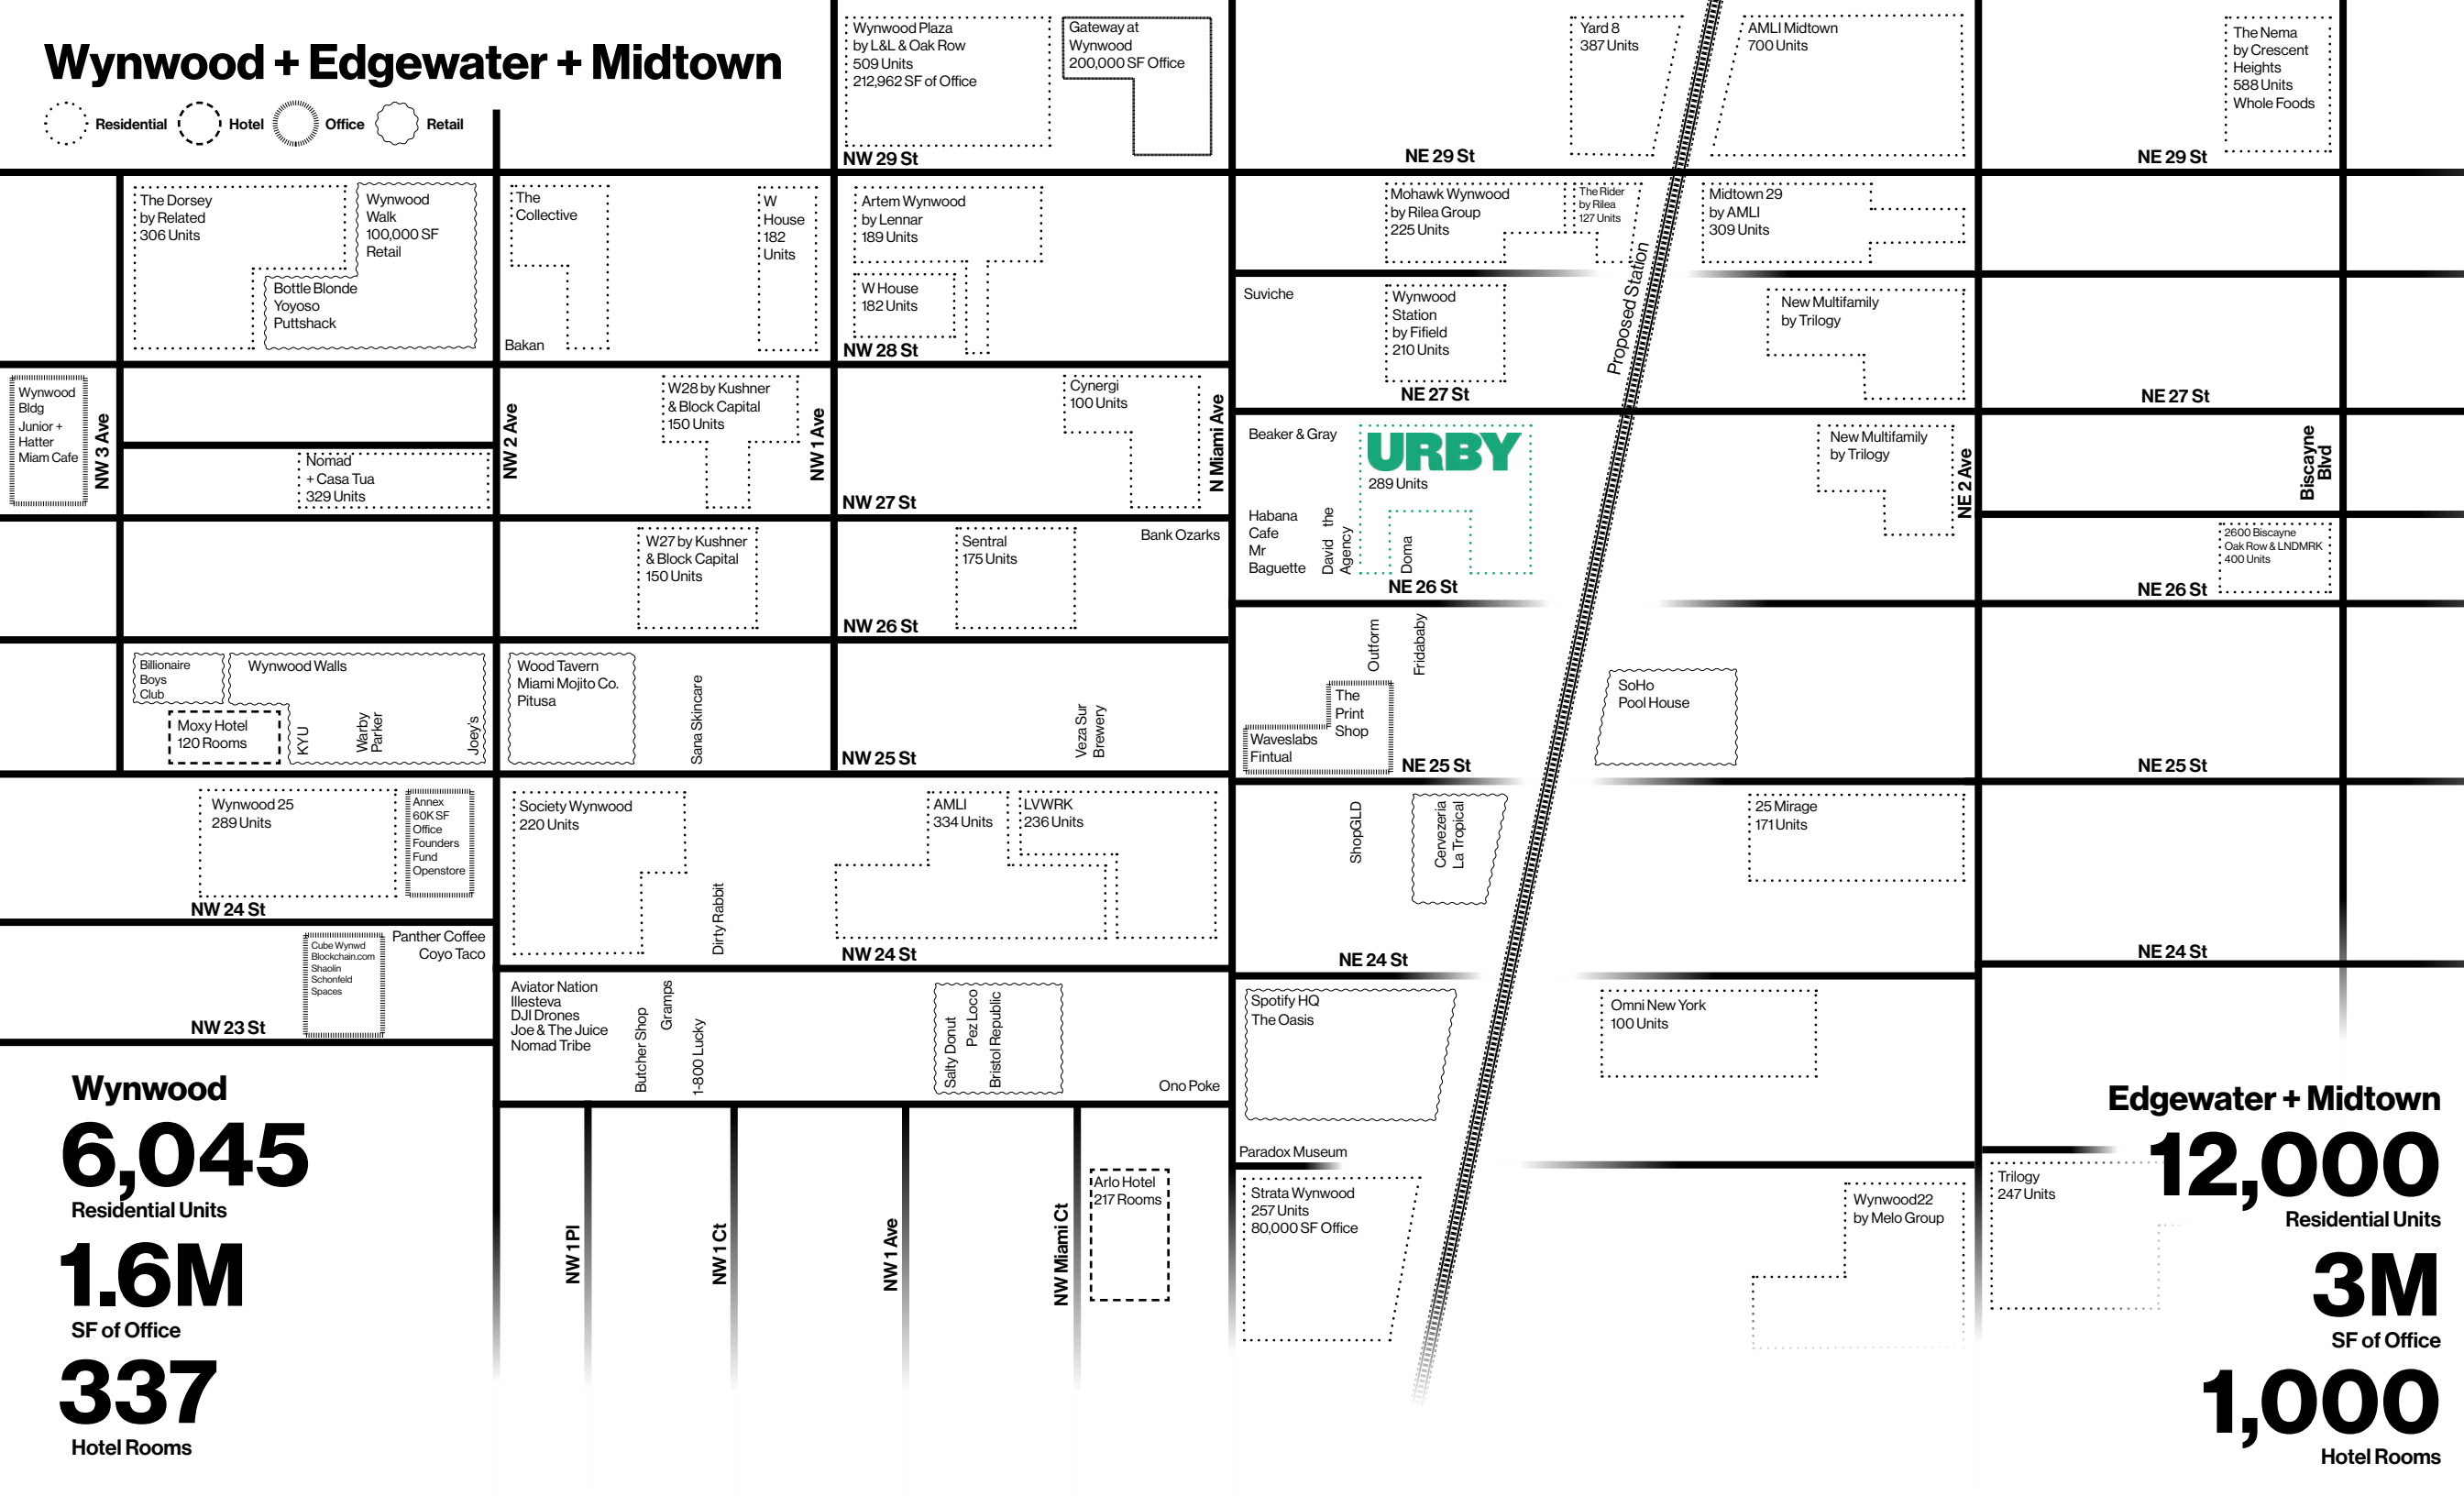 Wynwood + Edgewater + Midtown
Residential
Hotel
Office
Retail
Wynwood Plaza
by L&L & Oak Row
509 Units
212,962 SF of Office
Gateway at
Wynwood
200,000 SF Office
Yard 8
387 Units
AMLI Midtown
700 Units
The Nema
by Crescent
Heights
588 Units
Whole Foods
NW 29 St
NE 29 St
NE 29 St
The Dorsey
by Related
306 Units
Wynwood
Walk
100,000 SF
Retail
Bottle Blonde
Yoyoso
Puttshack
The
Collective
Bakan
W
House
182
Units
Artem Wynwood
by Lennar
189 Units
W House
182 Units
NW 28 St
Mohawk Wynwood
by Rilea Group
225 Units
The Rider
by Rilea
127 Units
Midtown 29
by AMLI
309 Units
Proposed Station
Suviche
Wynwood
Station
by Fifield
210 Units
New Multifamily
by Trilogy
NE 27 St
NE 27 St
Wynwood
Bldg
Junior +
Hatter
Miam Cafe
NW 3 Ave
Nomad
+ Casa Tua
329 Units
NW 2 Ave
W28 by Kushner
& Block Capital
150 Units
NW 1 Ave
Cynergi
100 Units
N Miami Ave
NW 27 St
Beaker & Gray
URBY
289 Units
Habana
Cafe
Mr
Baguette
David the
Agency
Doma
NE 26 St
New Multifamily
by Trilogy
NE 2 Ave
Biscayne
Blvd
2600 Biscayne
Oak Row & LNDMRK
400 Units
NE 26 St
W27 by Kushner
& Block Capital
150 Units
Sentral
175 Units
Bank Ozarks
NW 26 St
Billionaire
Boys
Club
Wynwood Walls
Moxy Hotel
120 Rooms
KYU
Warby
Parker
Joey's
Wood Tavern
Miami Mojito Co.
Pitusa
Sana Skincare
Veza Sur
Brewery
NW 25 St
Outform
Fridababy
The
Print
Shop
Waveslabs
Fintual
NE 25 St
SoHo
Pool House
NE 25 St
Wynwood 25
289 Units
Annex
60K SF
Office
Founders
Fund
Openstore
NW 24 St
Society Wynwood
220 Units
Dirty Rabbit
AMLI
334 Units
LVWRK
236 Units
NW 24 St
ShopGLD
Cervezeria
La Tropical
NE 24 St
25 Mirage
171 Units
NE 24 St
Cube Wynwd
Blockchain.com
Shaolin
Schonfeld
Spaces
Panther Coffee
Coyo Taco
NW 23 St
Aviator Nation
Illesteva
DJI Drones
Joe & The Juice
Nomad Tribe
Butcher Shop
Gramps
1-800 Lucky
Salty Donut
Pez Loco
Bristol Republic
Ono Poke
Spotify HQ
The Oasis
Paradox Museum
Omni New York
100 Units
NW 1 Pl
NW 1 Ct
NW 1 Ave
NW Miami Ct
Arlo Hotel
217 Rooms
Strata Wynwood
257 Units
80,000 SF Office
Wynwood22
by Melo Group
Trilogy
247 Units
Wynwood
6,045
Residential Units
1.6M
SF of Office
337
Hotel Rooms
Edgewater + Midtown
12,000
Residential Units
3M
SF of Office
1,000
Hotel Rooms